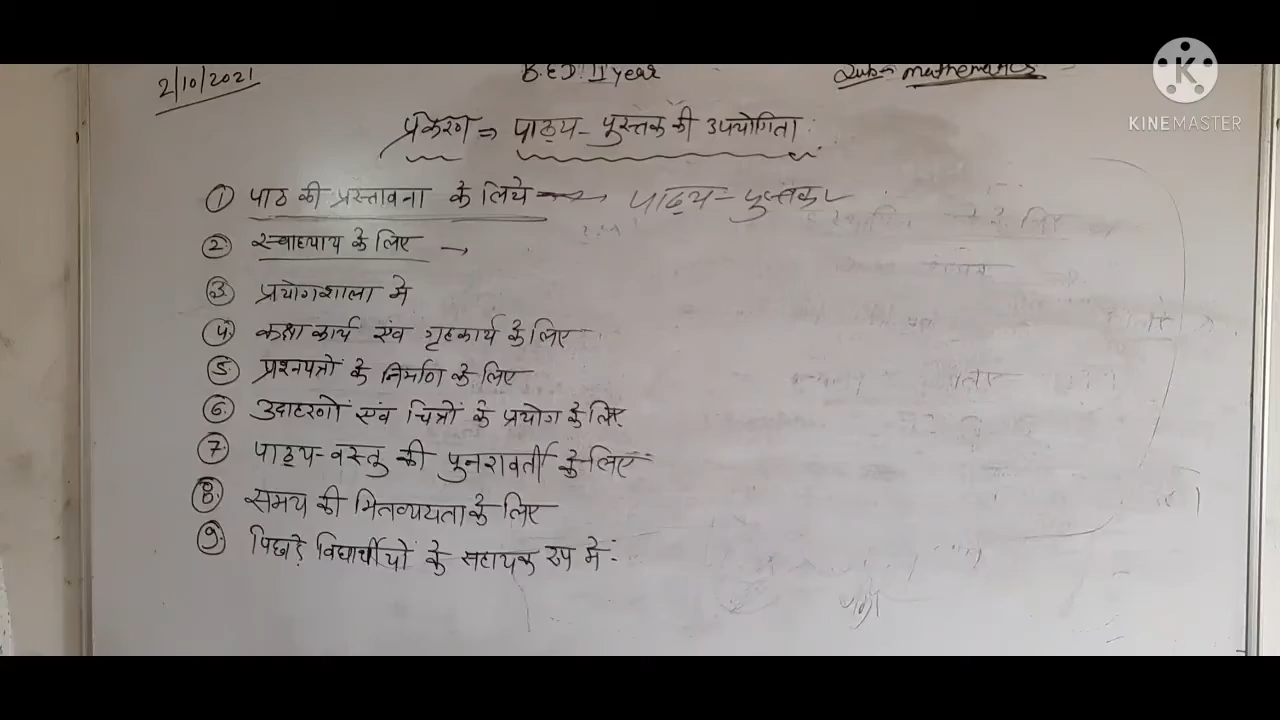 2/10/2021 B.ED. II year Sub- mathematics
KINEMASTER
प्रकरण => पाठ्य-पुस्तक की उपयोगिता
① पाठ की प्रस्तावना के लिये → पाठ्य-पुस्तक
② स्वाध्याय के लिए →
③ प्रयोगशाला मे
④ कक्षा कार्य एंव गृहकार्य के लिए
⑤ प्रश्नपत्रों के निर्माण के लिए
⑥ उदाहरणों एंव चित्रों के प्रयोग के लिए
⑦ पाठ्य-वस्तु की पुनरावर्ती के लिए
⑧ समय की मितव्ययता के लिए
⑨ पिछड़े विद्यार्थीयों के सहायक रुप में: